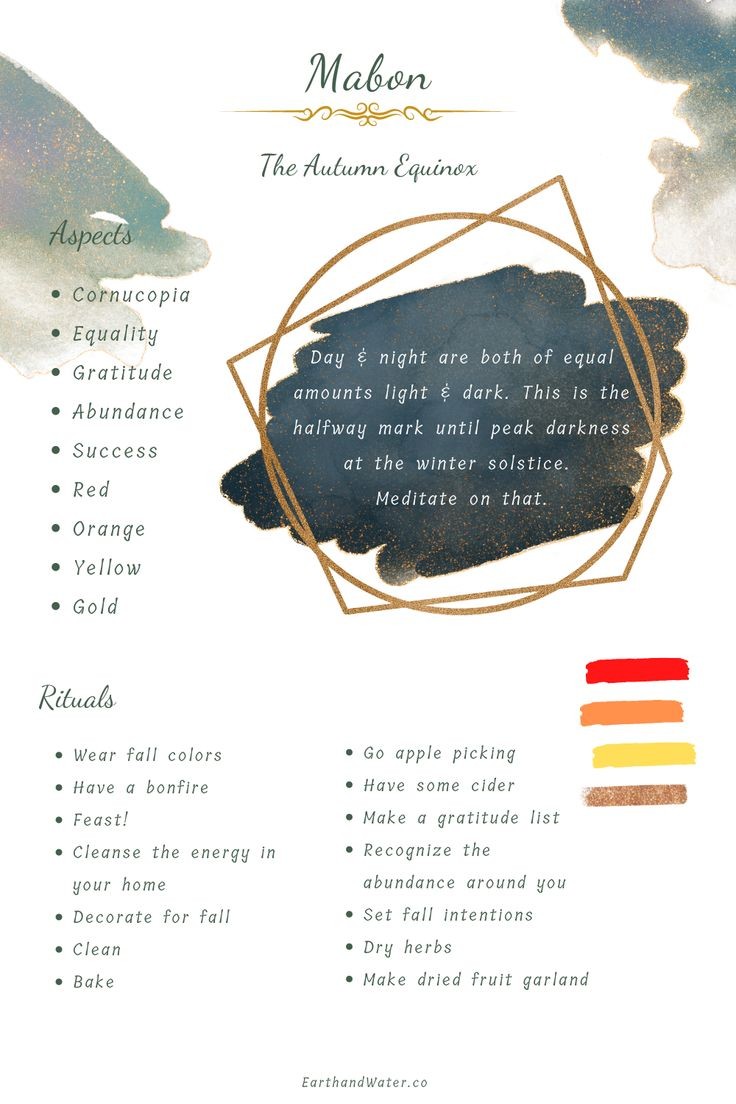 Mabon
The Autumn Equinox
Aspects
• Cornucopia
• Equality
• Gratitude
• Abundance
• Success
• Red
• Orange
• Yellow
• Gold
Day & night are both of equal
amounts light & dark. This is the
halfway mark until peak darkness
at the winter solstice.
Meditate on that.
Rituals
• Wear fall colors
• Have a bonfire
• Feast!
• Cleanse the energy in
your home
• Decorate for fall
• Clean
• Bake
• Go apple picking
• Have some cider
• Make a gratitude list
• Recognize the
abundance around you
• Set fall intentions
• Dry herbs
• Make dried fruit garland
EarthandWater.co